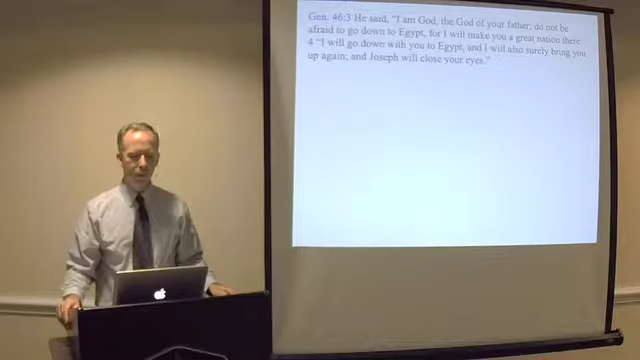 Gen. 46:3 He said, “I am God, the God of your father; do not be
afraid to go down to Egypt, for I will make you a great nation there
4 “I will go down with you to Egypt, and I will also surely bring you
up again; and Joseph will close your eyes.”